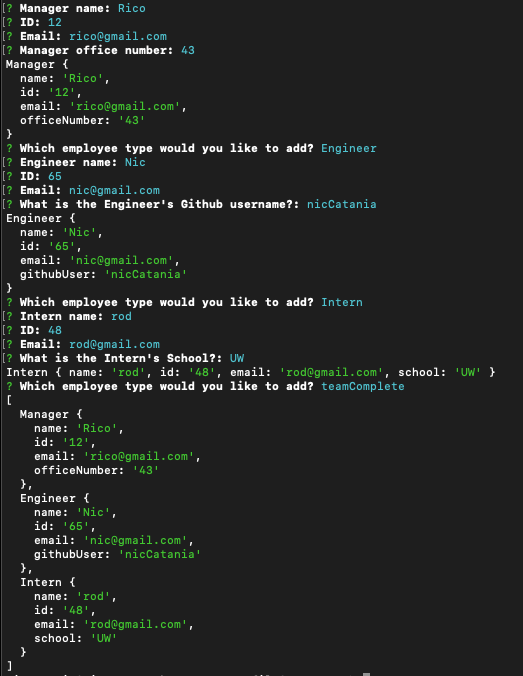 [? Manager name: Rico
[? ID: 12
[? Email: rico@gmail.com
[? Manager office number: 43
Manager {
  name: 'Rico',
  id: '12',
  email: 'rico@gmail.com',
  officeNumber: '43'
}
? Which employee type would you like to add? Engineer
[? Engineer name: Nic
[? ID: 65
[? Email: nic@gmail.com
[? What is the Engineer's Github username?: nicCatania
Engineer {
  name: 'Nic',
  id: '65',
  email: 'nic@gmail.com',
  githubUser: 'nicCatania'
}
? Which employee type would you like to add? Intern
[? Intern name: rod
[? ID: 48
[? Email: rod@gmail.com
[? What is the Intern's School?: UW
Intern { name: 'rod', id: '48', email: 'rod@gmail.com', school: 'UW' }
? Which employee type would you like to add? teamComplete
[
  Manager {
    name: 'Rico',
    id: '12',
    email: 'rico@gmail.com',
    officeNumber: '43'
  },
  Engineer {
    name: 'Nic',
    id: '65',
    email: 'nic@gmail.com',
    githubUser: 'nicCatania'
  },
  Intern {
    name: 'rod',
    id: '48',
    email: 'rod@gmail.com',
    school: 'UW'
  }
]